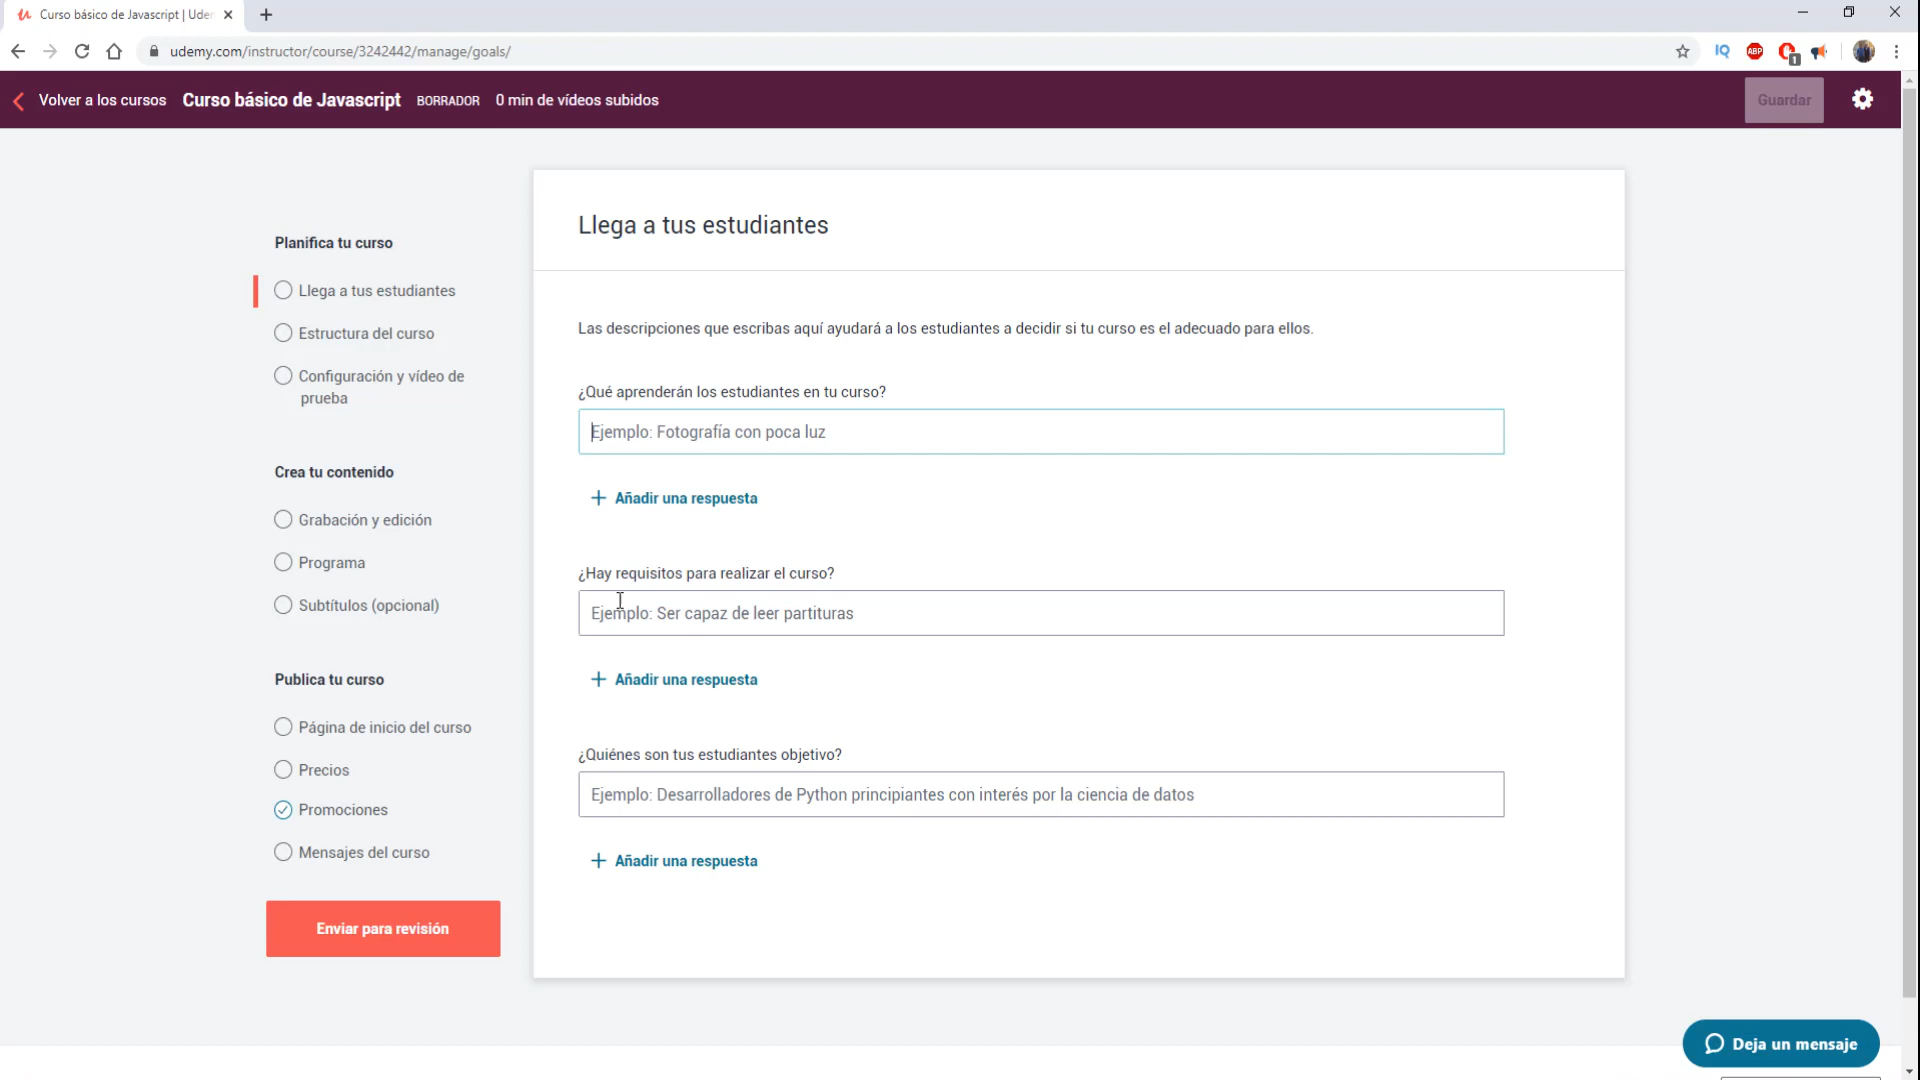 Curso básico de Javascript | Uder
udemy.com/instructor/course/3242442/manage/goals/
IQ
ABP
1
Volver a los cursos Curso básico de Javascript BORRADOR 0 min de vídeos subidos
Guardar
Planifica tu curso
Llega a tus estudiantes
Estructura del curso
Configuración y vídeo de
prueba
Crea tu contenido
Grabación y edición
Programa
Subtítulos (opcional)
Publica tu curso
Página de inicio del curso
Precios
Promociones
Mensajes del curso
Enviar para revisión
Llega a tus estudiantes
Las descripciones que escribas aquí ayudará a los estudiantes a decidir si tu curso es el adecuado para ellos.
¿Qué aprenderán los estudiantes en tu curso?
Ejemplo: Fotografía con poca luz
Añadir una respuesta
¿Hay requisitos para realizar el curso?
Ejemplo: Ser capaz de leer partituras
Añadir una respuesta
¿Quiénes son tus estudiantes objetivo?
Ejemplo: Desarrolladores de Python principiantes con interés por la ciencia de datos
Añadir una respuesta
Deja un mensaje